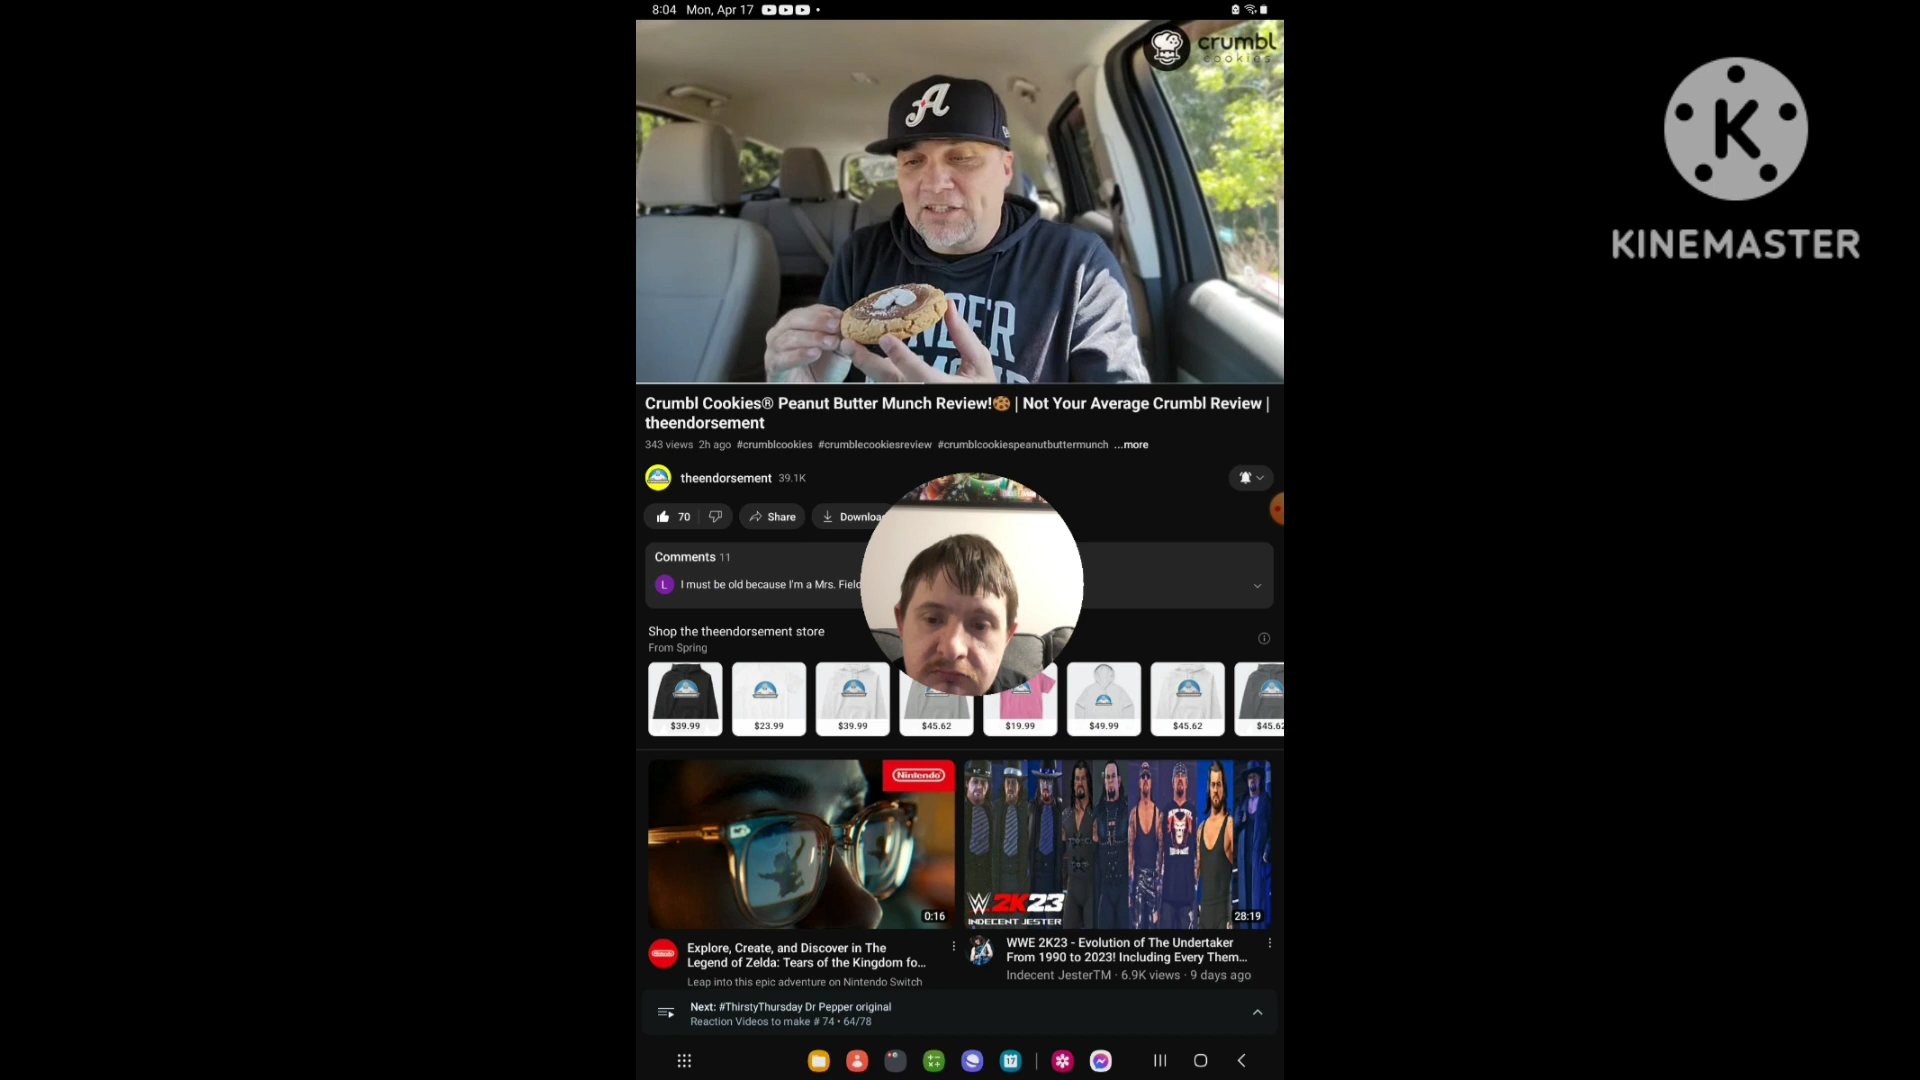 8:04 Mon, Apr 17
crumbl
cookies
A
UNDER
Crumbl Cookies® Peanut Butter Munch Review!🍪 | Not Your Average Crumbl Review |
theendorsement
343 views 2h ago #crumblcookies #crumblecookiesreview #crumblcookiespeanutbuttermunch ...more
theendorsement 39.1K
70 Share Downloa
Comments 11
L I must be old because I'm a Mrs. Field
Shop the theendorsement store
From Spring
$39.99 $23.99 $39.99 $45.62 $19.99 $49.99 $45.62 $45.62
Nintendo
0:16
W 2K23
INDECENT JESTER
28:19
Explore, Create, and Discover in The
Legend of Zelda: Tears of the Kingdom fo...
Leap into this epic adventure on Nintendo Switch
WWE 2K23 - Evolution of The Undertaker
From 1990 to 2023! Including Every Them...
Indecent JesterTM · 6.9K views · 9 days ago
Next: #ThirstyThursday Dr Pepper original
Reaction Videos to make # 74 • 64/78
17
K
KINEMASTER